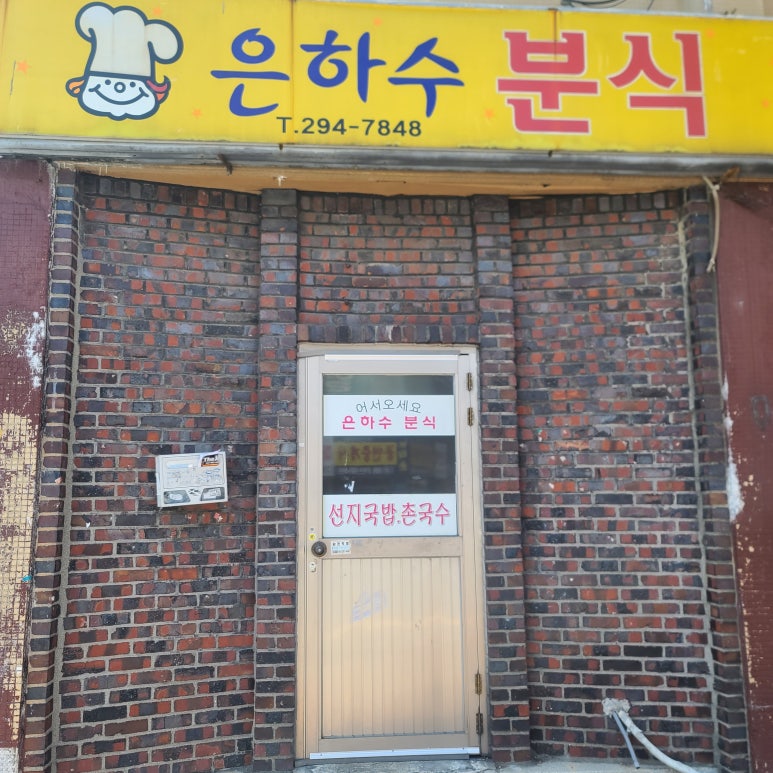 은하수 분식
T.294-7848
어서오세요
은하수 분식
선지국밥.촌국수